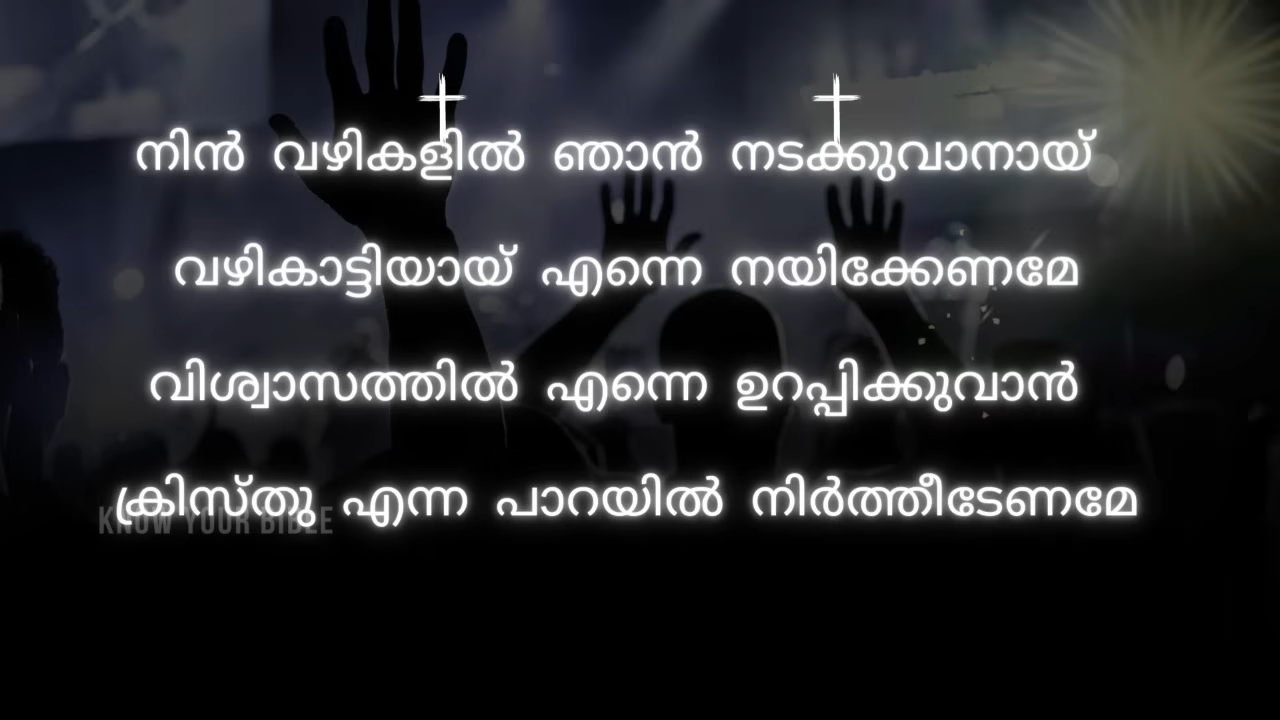 നിൻ വഴികളിൽ ഞാൻ നടക്കുവാനായ്
വഴികാട്ടിയായ് എന്നെ നയിക്കേണമേ
വിശ്വാസത്തിൽ എന്നെ ഉറപ്പിക്കുവാൻ
ക്രിസ്തു എന്ന പാറയിൽ നിർത്തീടേണമേ
KNOW YOUR BIBLE